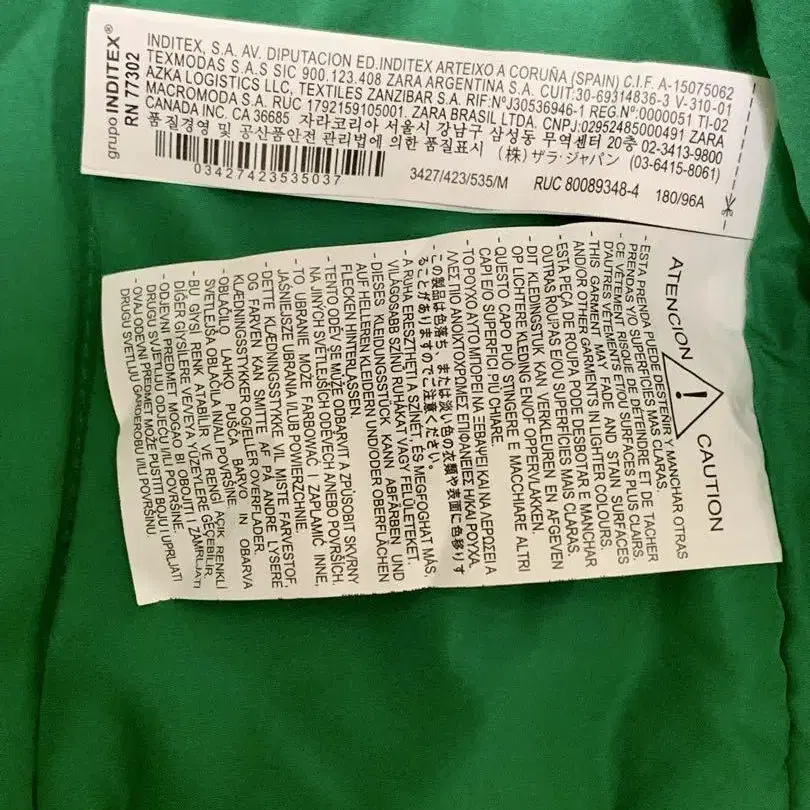 grupo INDITEX®
RN 77302
INDITEX, S.A. AV. DIPUTACION ED.INDITEX ARTEIXO A CORUÑA (SPAIN) C.I.F. A-15075062
TEXMODAS S.A.S SIC 900.123.408 ZARA ARGENTINA S.A. CUIT:30-69314836-3 V-310-01
AZKA LOGISTICS LLC, TEXTILES ZANZIBAR S.A. RIF:NºJ30536946-1 REG.Nº:0000051 TI-02
MACROMODA S.A. RUC 1792159105001. ZARA BRASIL LTDA. CNPJ:02952485000491 ZARA
CANADA INC. CA 36685 자라코리아 서울시 강남구 삼성동 무역센터 20층 02-3413-9800
품질경영 및 공산품안전 관리법에 의한 품질표시 (株) ザラ・ジャパン (03-6415-8061)
03427423535037
3427/423/535/M RUC 80089348-4 180/96A
ATENCION
CAUTION
- ESTA PRENDA PUEDE DESTEÑIR Y MANCHAR OTRAS
PRENDAS Y/O SUPERFICIES MAS CLARAS.
- CE VÊTEMENT RISQUE DE DÉTEINDRE ET DE TACHER
D'AUTRES VÊTEMENTS ET/OU SURFACES PLUS CLAIRS.
- THIS GARMENT MAY FADE AND STAIN SURFACES
AND/OR OTHER GARMENTS IN LIGHTER COLOURS.
- ESTA PEÇA DE ROUPA PODE DESBOTAR E MANCHAR
OUTRAS ROUPAS E/OU SUPERFÍCIES MAIS CLARAS.
- DIT KLEDINGSTUK KAN VERKLEUREN EN AFGEVEN
OP LICHTERE KLEDING EN/OF OPPERVLAKKEN.
- QUESTO CAPO PUÒ STINGERE E MACCHIARE ALTRI
CAPI E/O SUPERFICI PIÙ CHIARE.
- ΤΟ ΡΟΥΧΟ ΑΥΤΟ ΜΠΟΡΕΙ ΝΑ ΞΕΒΑΨΕΙ ΚΑΙ ΝΑ ΛΕΡΩΣΕΙ ΑΛΛΕΣ ΠΙΟ ΑΝΟΙΧΤΟΧΡΩΜΕΣ ΕΠΙΦΑΝΕΙΕΣ Η/ΚΑΙ ΡΟΥΧΑ.
- この製品は色落ち、または淡い色の衣類や表面に色移りす
ることがありますのでご注意ください。
- A RUHA ERESZTHETI A SZÍNÉT, ÉS MEGFOGHAT MÁS,
VILÁGOSABB SZÍNŰ RUHÁKAT VAGY FELÜLETEKET.
- DIESES KLEIDUNGSSTÜCK KANN ABFÄRBEN UND
AUF HELLEREN KLEIDERN UND/ODER OBERFLÄCHEN
FLECKEN HINTERLASSEN.
- TENTO ODĚV SE MŮŽE ODBARVIT A ZPŮSOBIT SKVRNY
NA JINÝCH SVĚTLEJŠÍCH ODĚVECH A/NEBO POVRŠÍCH.
- TO UBRANIE MOŻE FARBOWAĆ I ZAPLAMIĆ INNE,
JAŚNIEJSZE UBRANIA I/LUB POWIERZCHNIE.
- DETTE KLÆDNINGSSTYKKE VIL MISTE FARVESTOF,
OG FARVEN KAN SMITTE AF PÅ ANDRE LYSERE
KLÆDNINGSSTYKKER OG/ELLER OVERFLADER.
- OBLAČILO LAHKO PUŠČA BARVO IN OBARVA
SVETLEJŠA OBLAČILA IN/ALI POVRŠINE.
- BU GİYSİ RENK ATABİLİR VE RENGİ AÇIK RENKLİ
DİĞER GİYSİLERE VE/VEYA YÜZEYLERE GEÇEBİLİR.
- ODJEVNI PREDMET MOGAO BI OBOJITI I ZAMRLJATI
DRUGU SVJETLIJU ODJEĆU I/ILI POVRŠINE.
- OVAJ ODEVNI PREDMET MOŽE PUSTITI BOJU I UPRLJATI
DRUGU SVETLIJU GARDEROBU I/ILI POVRŠINU.